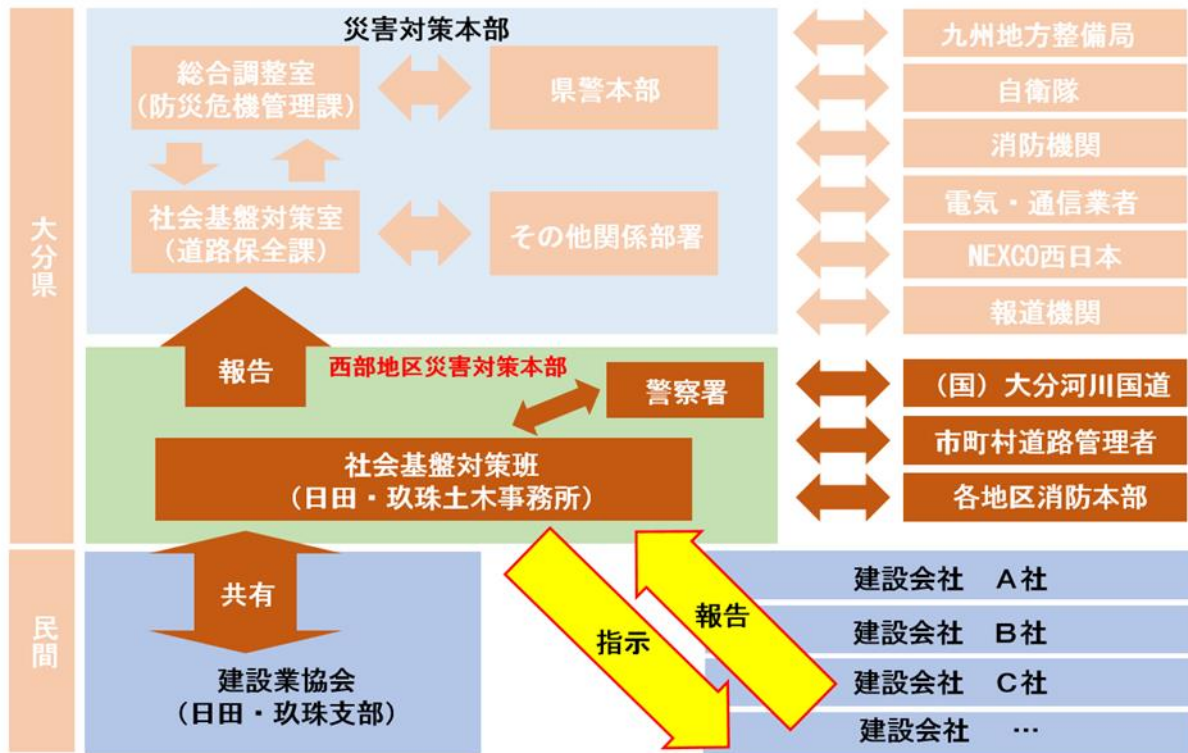 災害対策本部
総合調整室
（防災危機管理課）
県警本部
社会基盤対策室
（道路保全課）
その他関係部署
九州地方整備局
自衛隊
消防機関
電気・通信業者
NEXCO西日本
報道機関
大分県
報告
西部地区災害対策本部
警察署
社会基盤対策班
（日田・玖珠土木事務所）
（国）大分河川国道
市町村道路管理者
各地区消防本部
民間
共有
建設業協会
（日田・玖珠支部）
指示
報告
建設会社　A社
建設会社　B社
建設会社　C社
建設会社　…